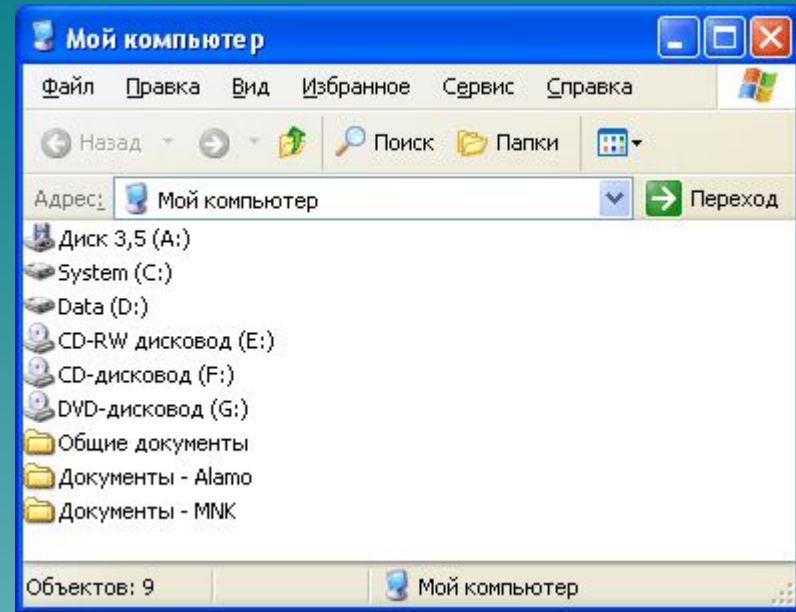 Мой компьютер
Файл Правка Вид Избранное Сервис Справка
Назад Поиск Папки
Адрес: Мой компьютер Переход
Диск 3,5 (A:)
System (C:)
Data (D:)
CD-RW дисковод (E:)
CD-дисковод (F:)
DVD-дисковод (G:)
Общие документы
Документы - Alamo
Документы - MNK
Объектов: 9 Мой компьютер